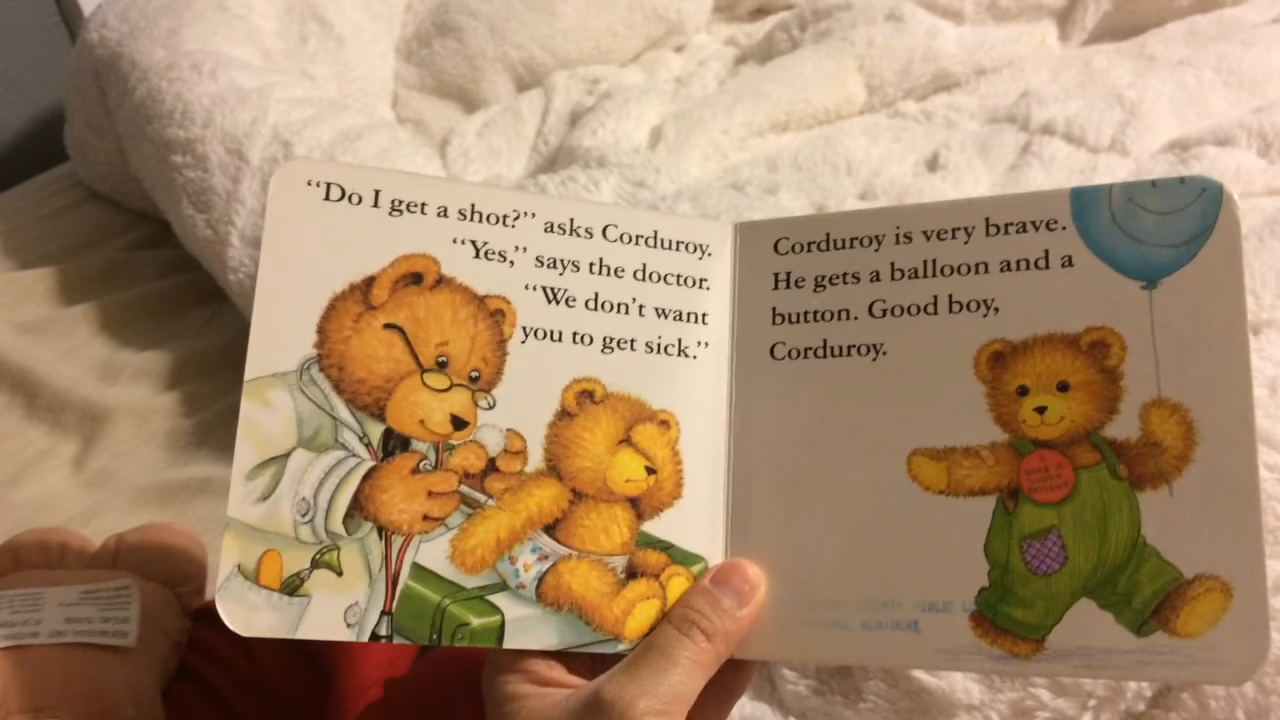 “Do I get a shot?” asks Corduroy.
“Yes,” says the doctor.
“We don’t want
you to get sick.”
Corduroy is very brave.
He gets a balloon and a
button. Good boy,
Corduroy.